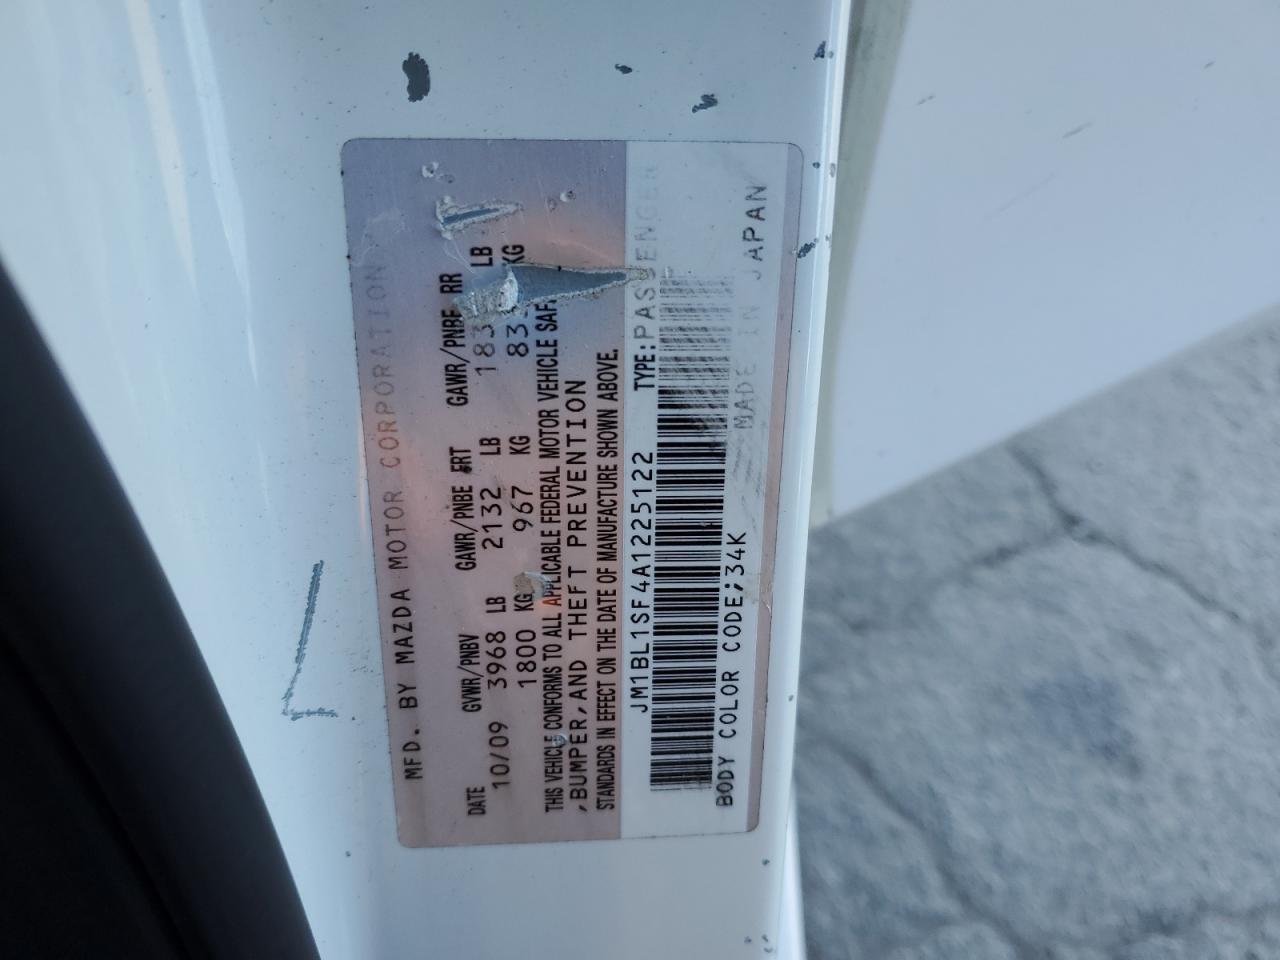 MFD. BY MAZDA MOTOR CORPORATION
DATE GVWR/PNBV GAWR/PNBE FRT GAWR/PNBE RR
10/09 3968 LB 2132 LB LB
1800 KG 967 KG KG
THIS VEHICLE CONFORMS TO ALL APPLICABLE FEDERAL MOTOR VEHICLE
,BUMPER,AND THEFT PREVENTION
STANDARDS IN EFFECT ON THE DATE OF MANUFACTURE SHOWN ABOVE.
JM1BL1SF4A1225122 TYPE:PASSENGER
MADE IN JAPAN
BODY COLOR CODE;34K